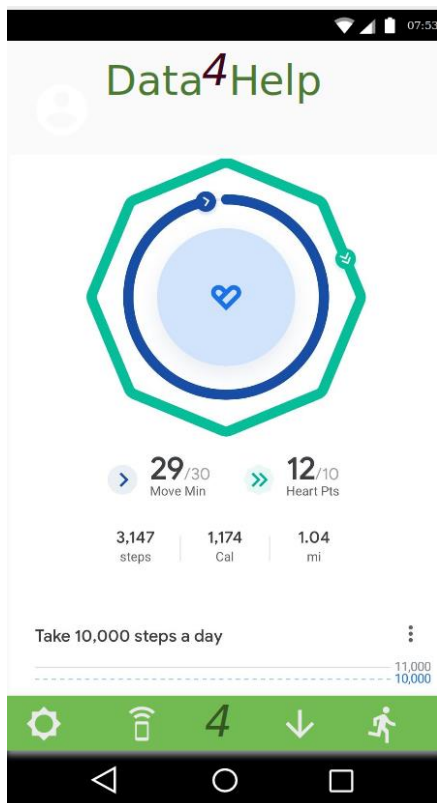 07:53
Data4Help
29/30 12/10
Move Min Heart Pts
3,147 1,174 1.04
steps Cal mi
Take 10,000 steps a day
11,000
10,000
4